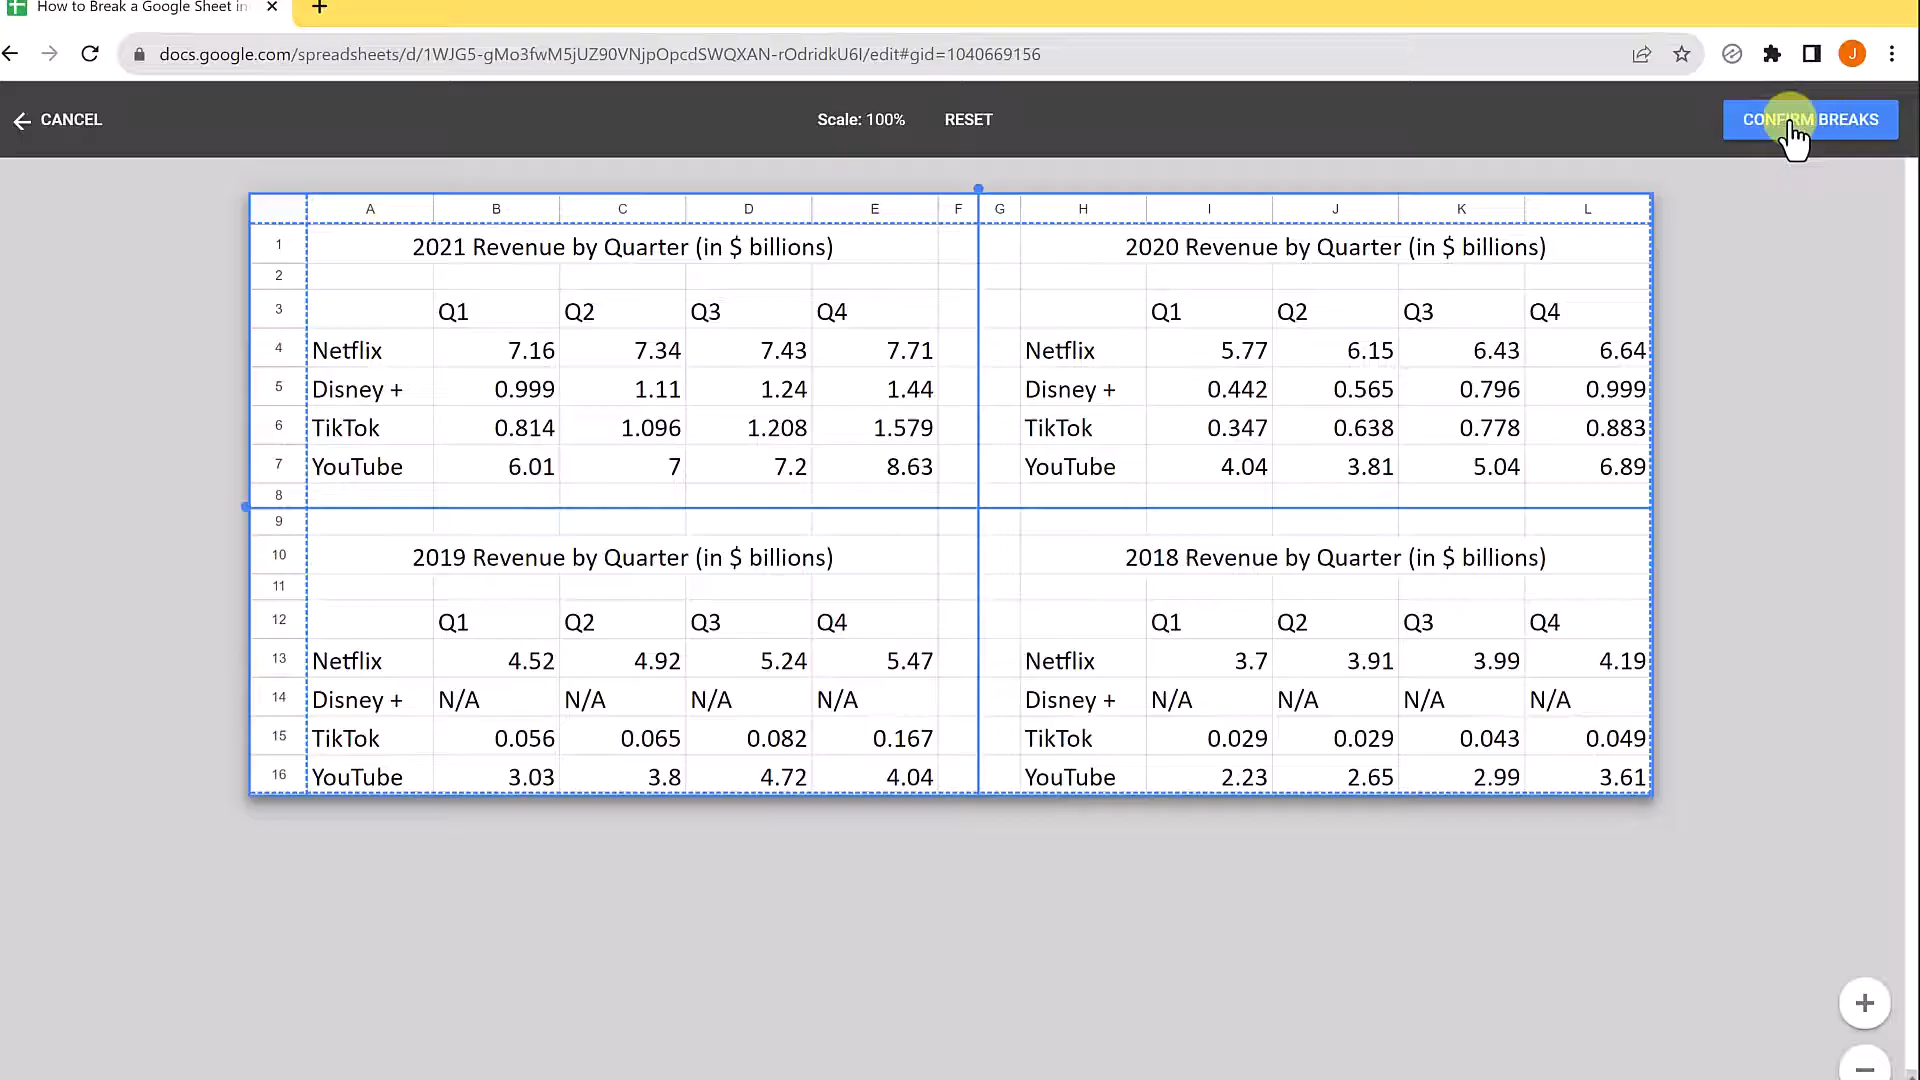 How to Break a Google Sheet in
docs.google.com/spreadsheets/d/1WJG5-gMo3fwM5jUZ90VNjpOpcdSWQXAN-rOdridkU6I/edit#gid=1040669156
J
CANCEL Scale: 100% RESET CONFIRM BREAKS
A B C D E F G H I J K L
1 2021 Revenue by Quarter (in $ billions) 2020 Revenue by Quarter (in $ billions)
2
3 Q1 Q2 Q3 Q4 Q1 Q2 Q3 Q4
4 Netflix 7.16 7.34 7.43 7.71 Netflix 5.77 6.15 6.43 6.64
5 Disney + 0.999 1.11 1.24 1.44 Disney + 0.442 0.565 0.796 0.999
6 TikTok 0.814 1.096 1.208 1.579 TikTok 0.347 0.638 0.778 0.883
7 YouTube 6.01 7 7.2 8.63 YouTube 4.04 3.81 5.04 6.89
8
9
10 2019 Revenue by Quarter (in $ billions) 2018 Revenue by Quarter (in $ billions)
11
12 Q1 Q2 Q3 Q4 Q1 Q2 Q3 Q4
13 Netflix 4.52 4.92 5.24 5.47 Netflix 3.7 3.91 3.99 4.19
14 Disney + N/A N/A N/A N/A Disney + N/A N/A N/A N/A
15 TikTok 0.056 0.065 0.082 0.167 TikTok 0.029 0.029 0.043 0.049
16 YouTube 3.03 3.8 4.72 4.04 YouTube 2.23 2.65 2.99 3.61